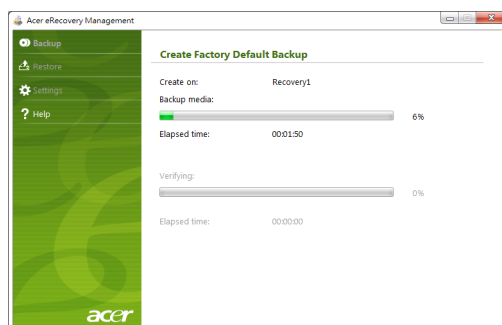 Acer eRecovery Management
Backup
Restore
Settings
? Help
Create Factory Default Backup
Create on: Recovery1
Backup media:
6%
Elapsed time: 00:01:50
Verifying:
0%
Elapsed time: 00:00:00
acer